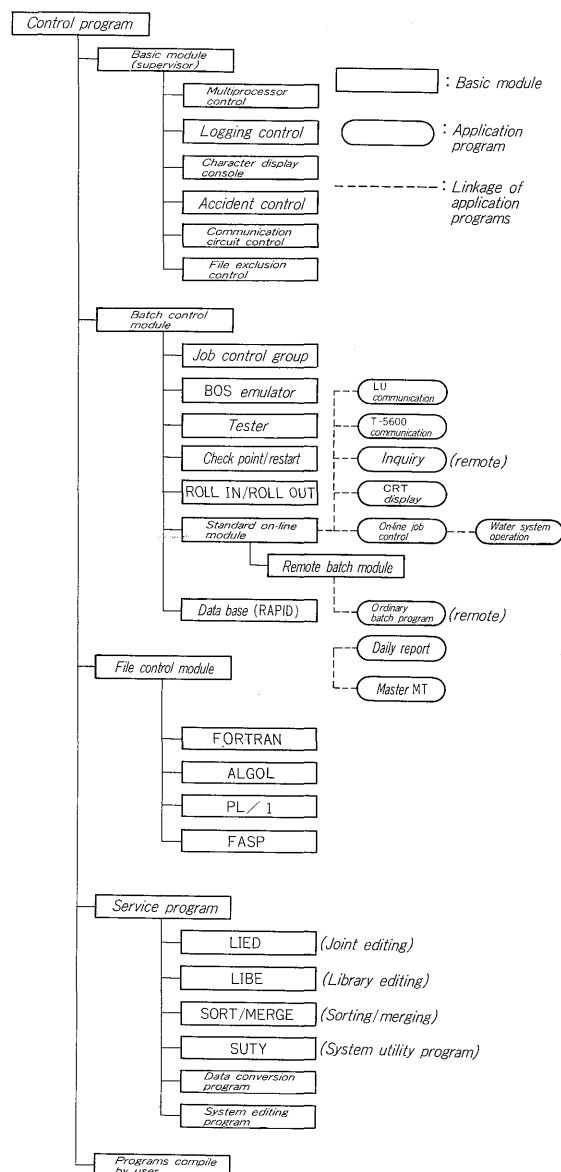 Control program
Basic module
(supervisor)
Multiprocessor
control
Logging control
Character display
console
Accident control
Communication
circuit control
File exclusion
control
: Basic module
: Application
program
: Linkage of
application
programs
Batch control
module
Job control group
BOS emulator
Tester
Check point/restart
ROLL IN/ROLL OUT
Standard on-line
module
Remote batch module
Data base (RAPID)
LU
communication
T-5600
communication
Inquiry (remote)
CRT
display
On-line job
control
Water system
operation
Ordinary
batch program (remote)
Daily report
Master MT
File control module
FORTRAN
ALGOL
PL/1
FASP
Service program
LIED (Joint editing)
LIBE (Library editing)
SORT/MERGE (Sorting/merging)
SUTY (System utility program)
Data conversion
program
System editing
program
Programs compile
by user